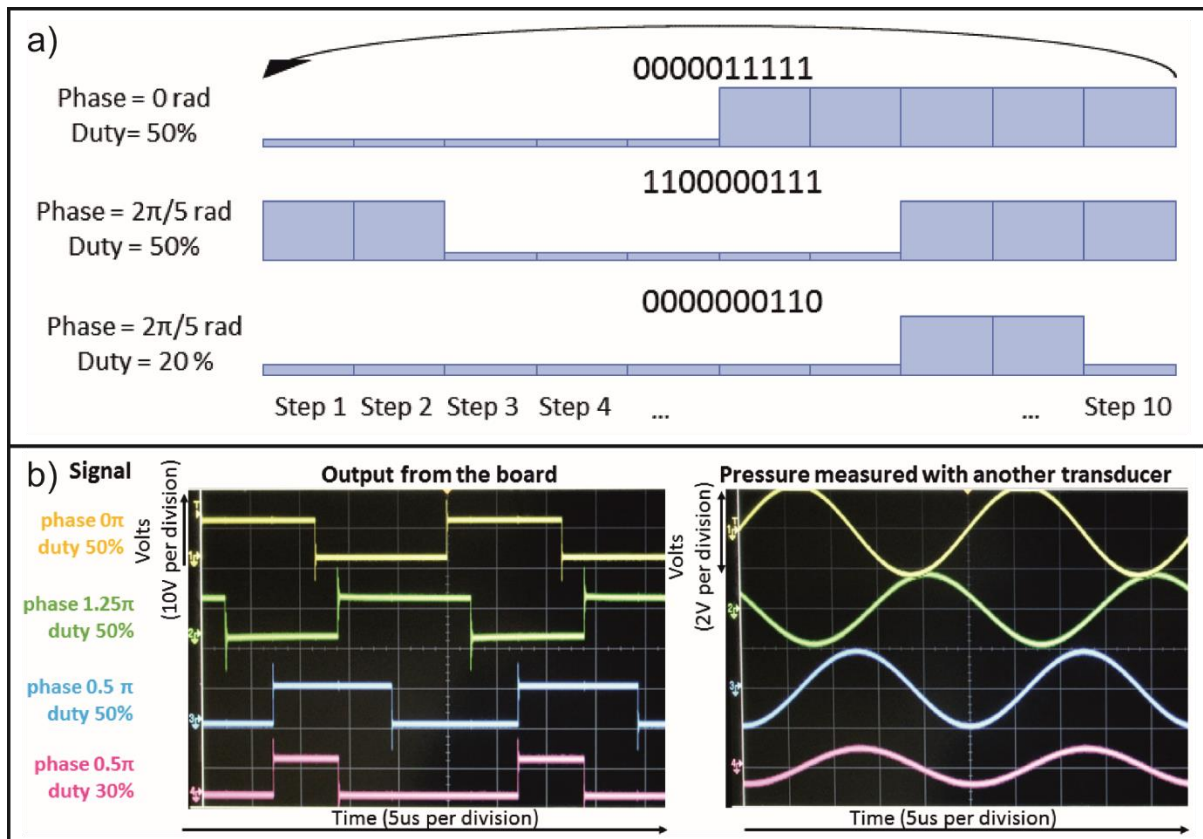 a)
0000011111
Phase = 0 rad
Duty= 50%
1100000111
Phase = 2π/5 rad
Duty = 50%
0000000110
Phase = 2π/5 rad
Duty = 20 %
Step 1 Step 2 Step 3 Step 4 ... ... Step 10
b) Signal Output from the board Pressure measured with another transducer
phase 0π
duty 50%
Volts
(10V per division)
phase 1.25π
duty 50%
phase 0.5 π
duty 50%
phase 0.5π
duty 30%
Volts
(2V per division)
Time (5us per division) Time (5us per division)